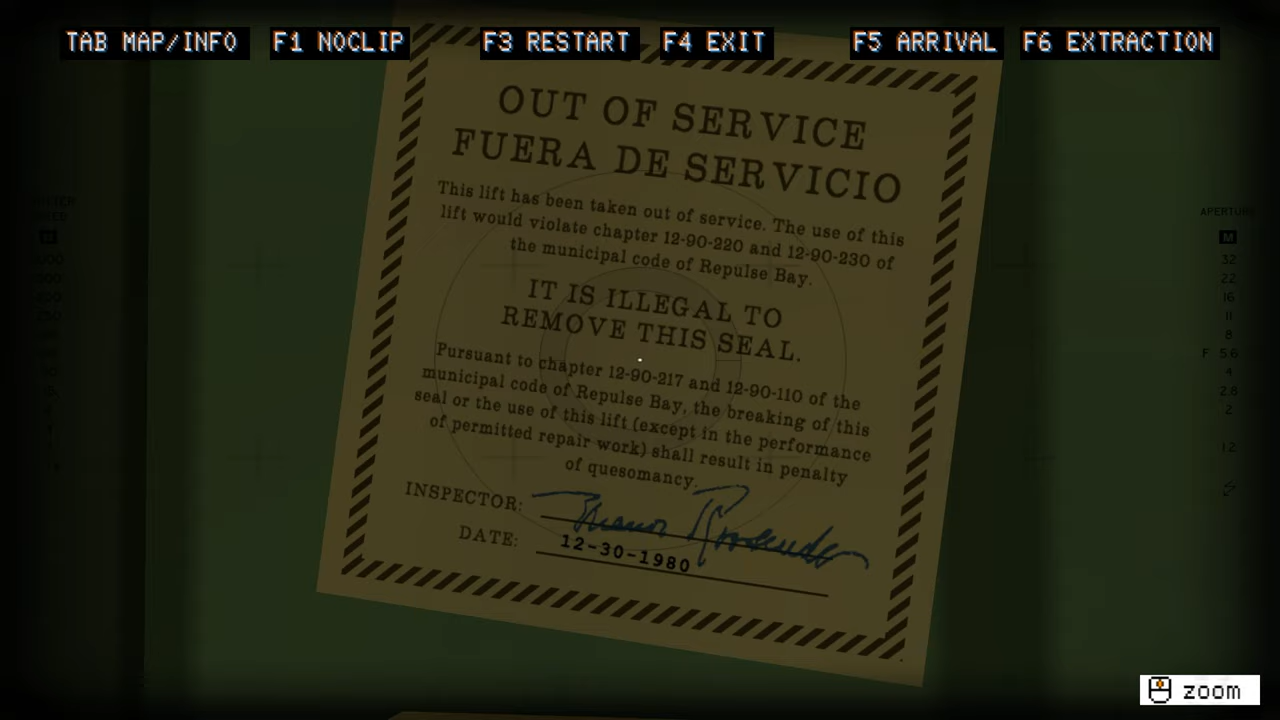 TAB MAP/INFO F1 NOCLIP F3 RESTART F4 EXIT F5 ARRIVAL F6 EXTRACTION
OUT OF SERVICE
FUERA DE SERVICIO
This lift has been taken out of service. The use of this
lift would violate chapter 12-90-220 and 12-90-230 of
the municipal code of Repulse Bay.
IT IS ILLEGAL TO
REMOVE THIS SEAL.
Pursuant to chapter 12-90-217 and 12-90-110 of the
municipal code of Repulse Bay, the breaking of this
seal or the use of this lift (except in the performance
of permitted repair work) shall result in penalty
of quesomancy.
INSPECTOR:
DATE: 12-30-1980
APERTURE
M
32
22
16
11
8
F 5.6
4
2.8
2
1.2
zoom